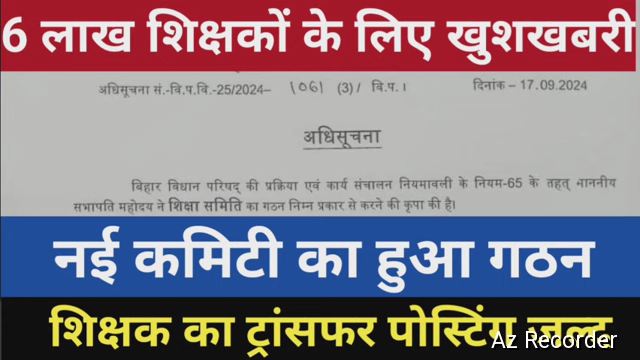 6 लाख शिक्षकों के लिए खुशखबरी
अधिसूचना सं.-वि.प.वि.-25/2024– 1061 (3) / वि.प.। दिनांक – 17.09.2024
अधिसूचना
बिहार विधान परिषद् की प्रक्रिया एवं कार्य संचालन नियमावली के नियम-65 के तहत् माननीय
सभापति महोदय ने शिक्षा समिति का गठन निम्न प्रकार से करने की कृपा की है।
नई कमिटी का हुआ गठन
शिक्षक का ट्रांसफर पोस्टिंग जल्द
Az Recorder